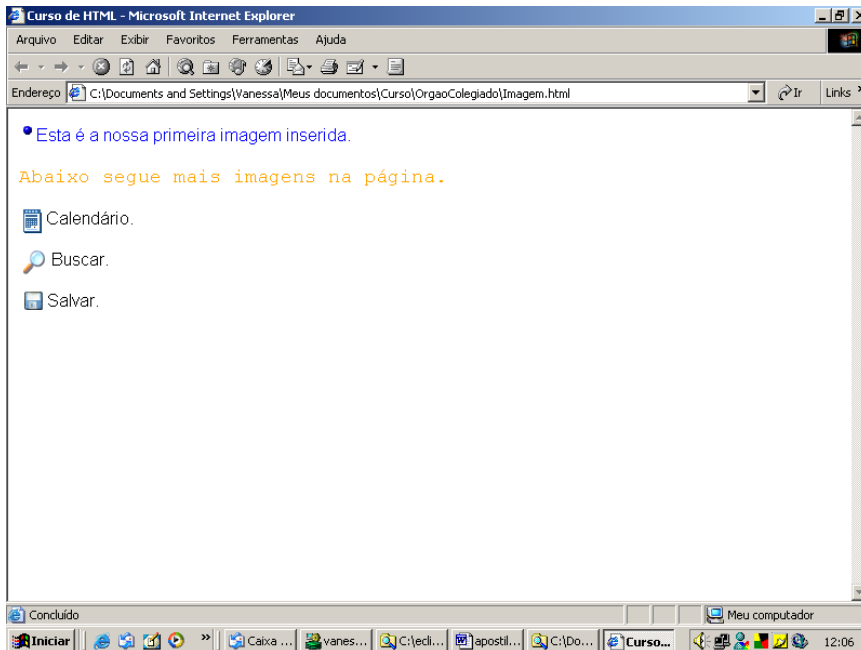 Curso de HTML - Microsoft Internet Explorer
Arquivo Editar Exibir Favoritos Ferramentas Ajuda
Endereço C:\Documents and Settings\Vanessa\Meus documentos\Curso\OrgaoColegiado\Imagem.html Ir Links
Esta é a nossa primeira imagem inserida.
Abaixo segue mais imagens na página.
Calendário.
Buscar.
Salvar.
Concluído Meu computador
Iniciar » Caixa ... vanes... C:\ecli... apostil... C:\Do... Curso... 12:06